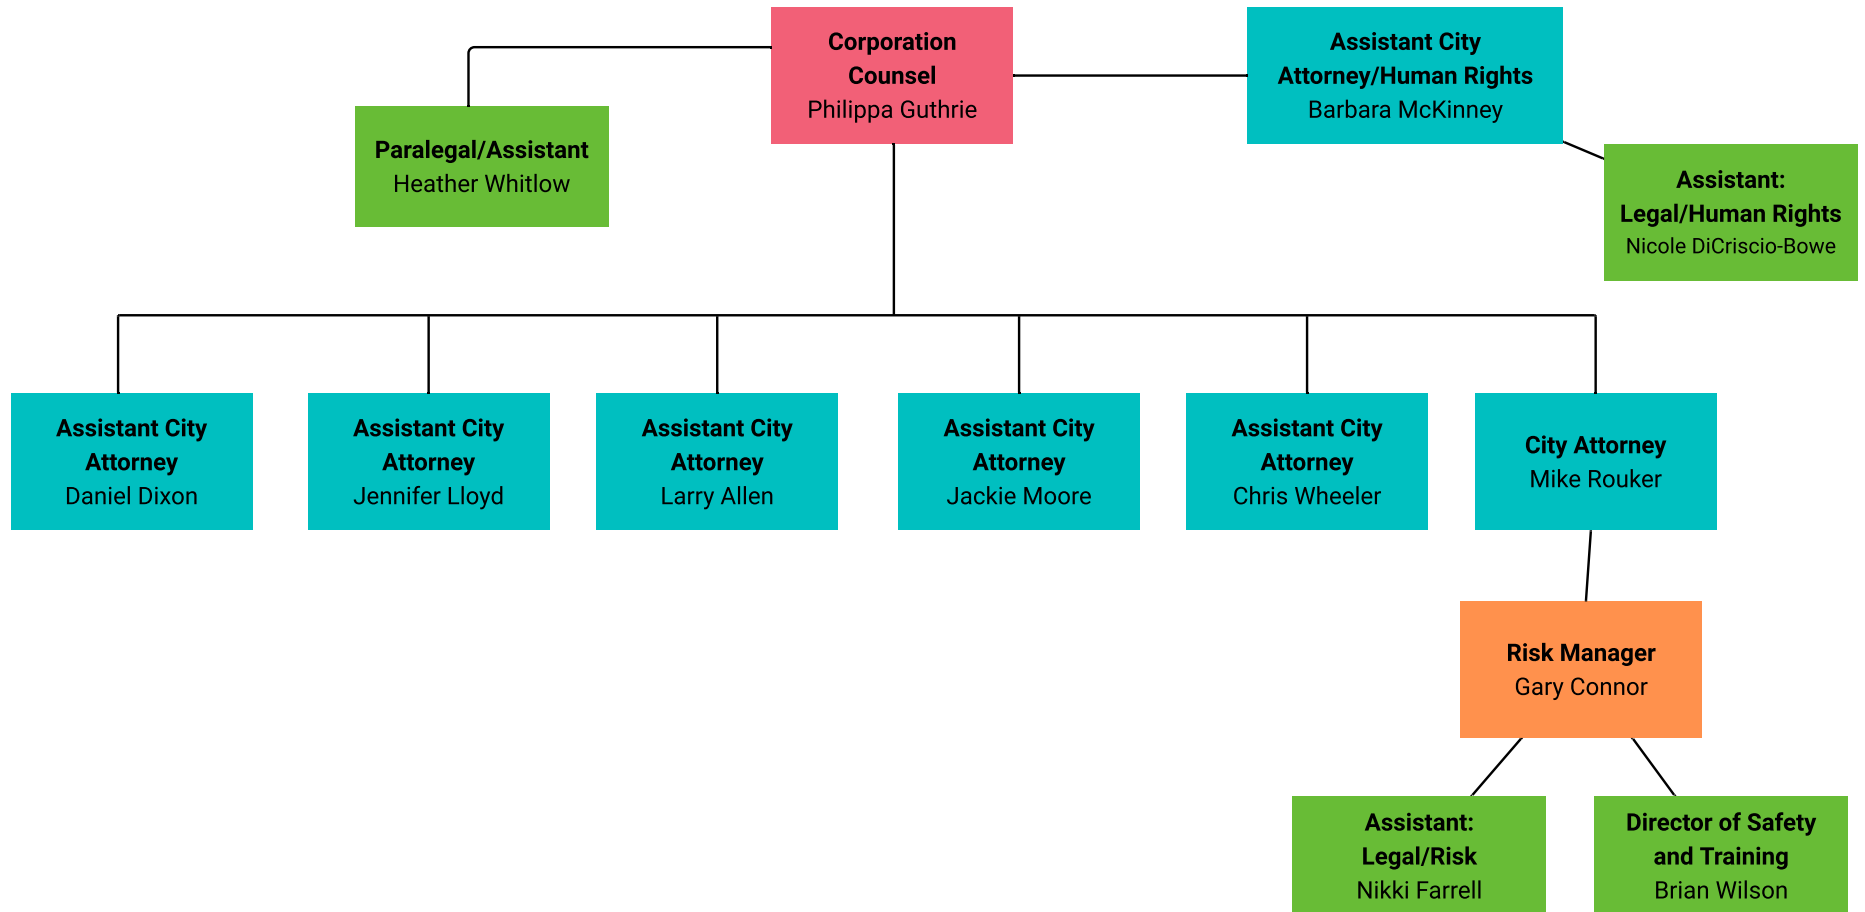 Corporation
Counsel
Philippa Guthrie
Assistant City
Attorney/Human Rights
Barbara McKinney
Paralegal/Assistant
Heather Whitlow
Assistant:
Legal/Human Rights
Nicole DiCriscio-Bowe
Assistant City
Attorney
Daniel Dixon
Assistant City
Attorney
Jennifer Lloyd
Assistant City
Attorney
Larry Allen
Assistant City
Attorney
Jackie Moore
Assistant City
Attorney
Chris Wheeler
City Attorney
Mike Rouker
Risk Manager
Gary Connor
Assistant:
Legal/Risk
Nikki Farrell
Director of Safety
and Training
Brian Wilson